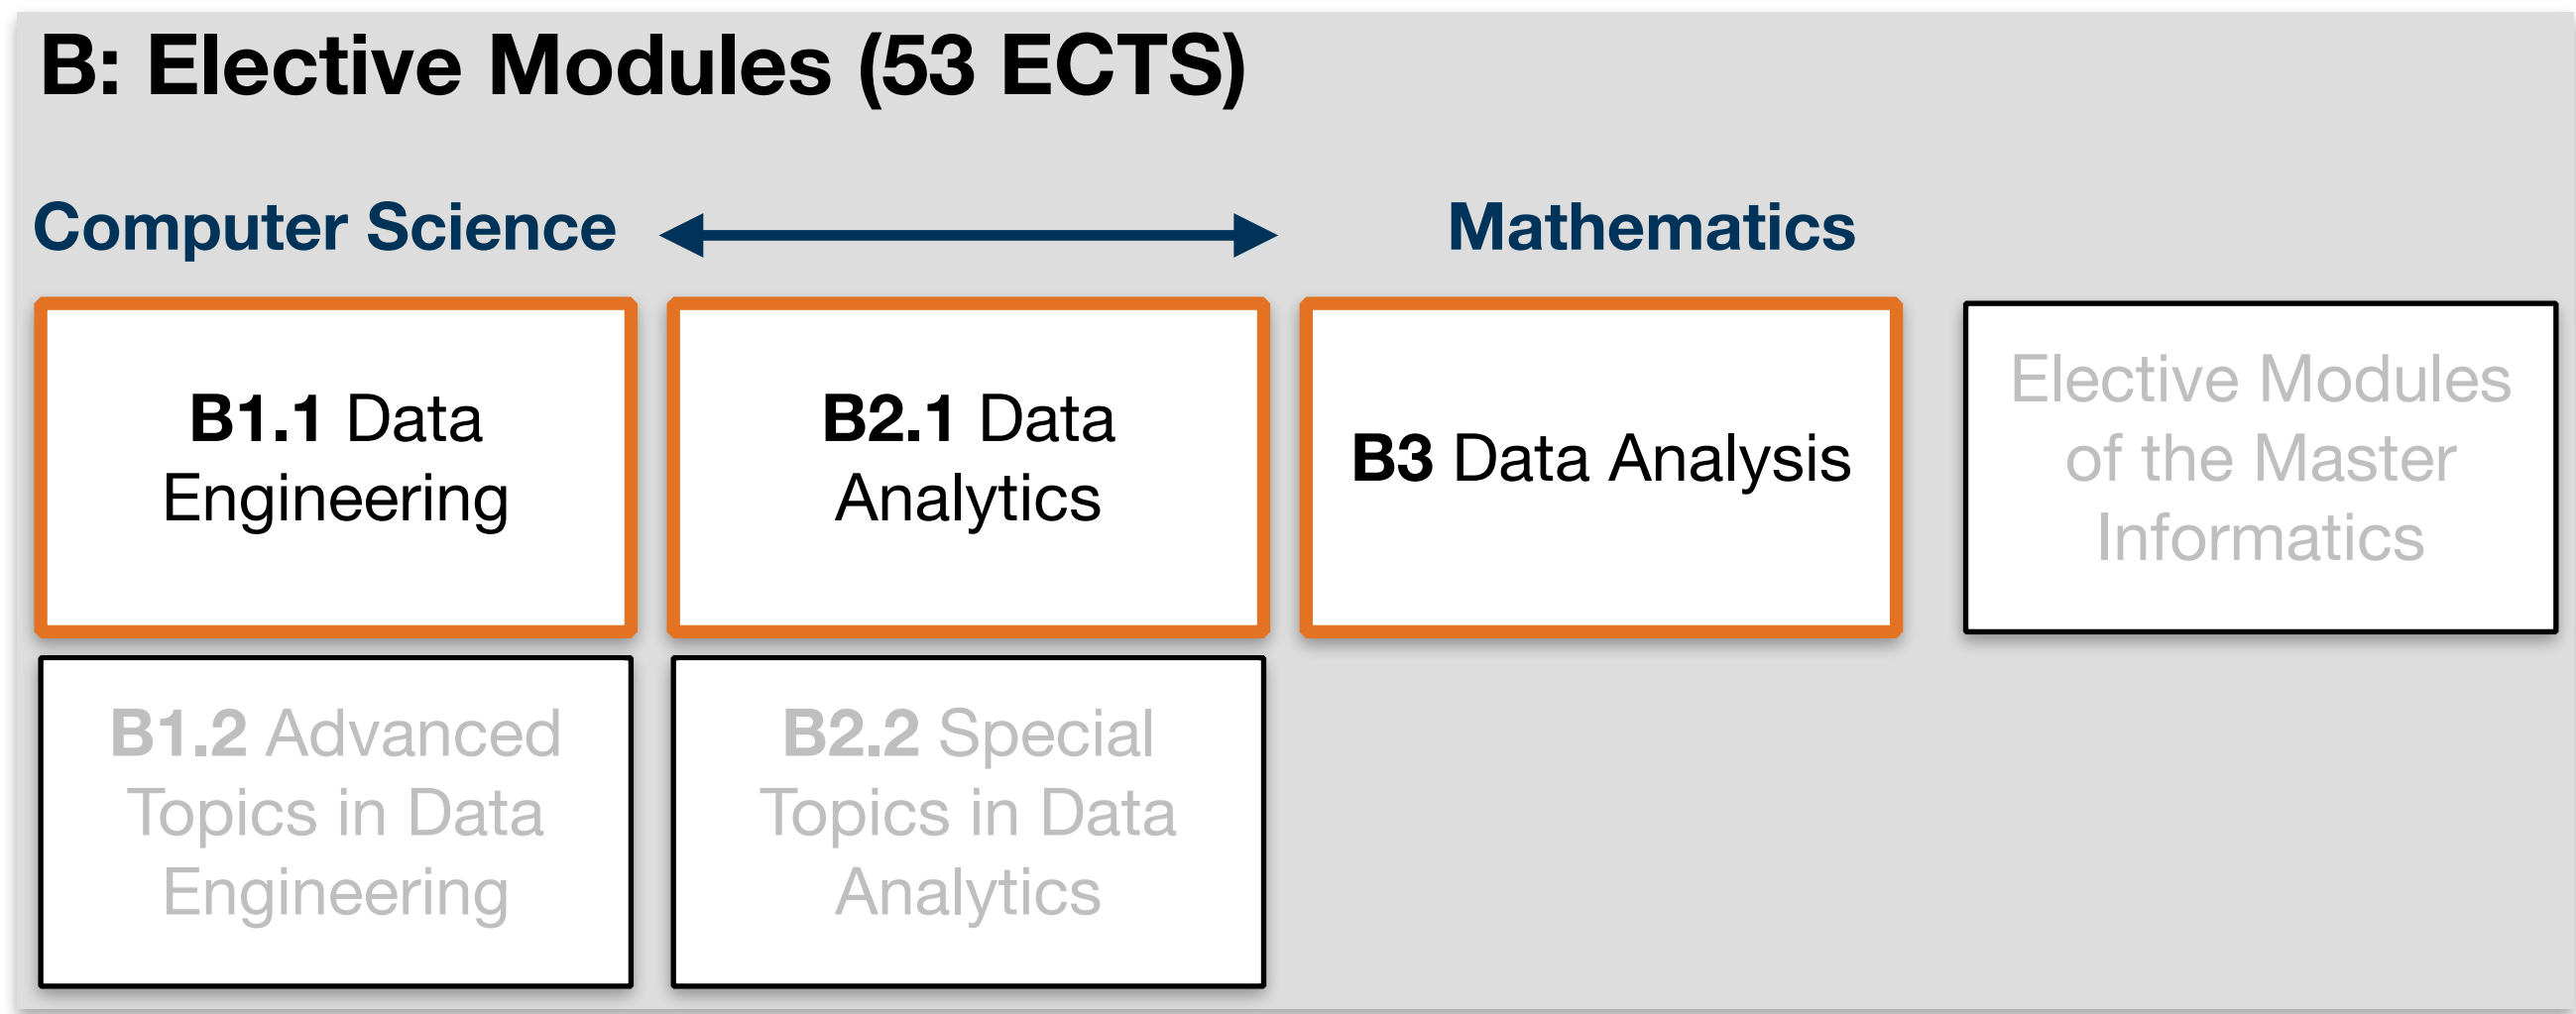 B: Elective Modules (53 ECTS)
Computer Science
Mathematics
B1.1 Data
Engineering
B2.1 Data
Analytics
B3 Data Analysis
Elective Modules
of the Master
Informatics
B1.2 Advanced
Topics in Data
Engineering
B2.2 Special
Topics in Data
Analytics